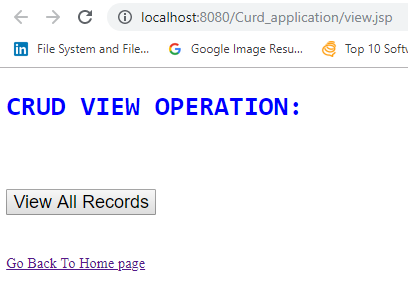 localhost:8080/Curd_application/view.jsp
File System and File...
Google Image Resu...
Top 10 Softw
CRUD VIEW OPERATION:
View All Records
Go Back To Home page